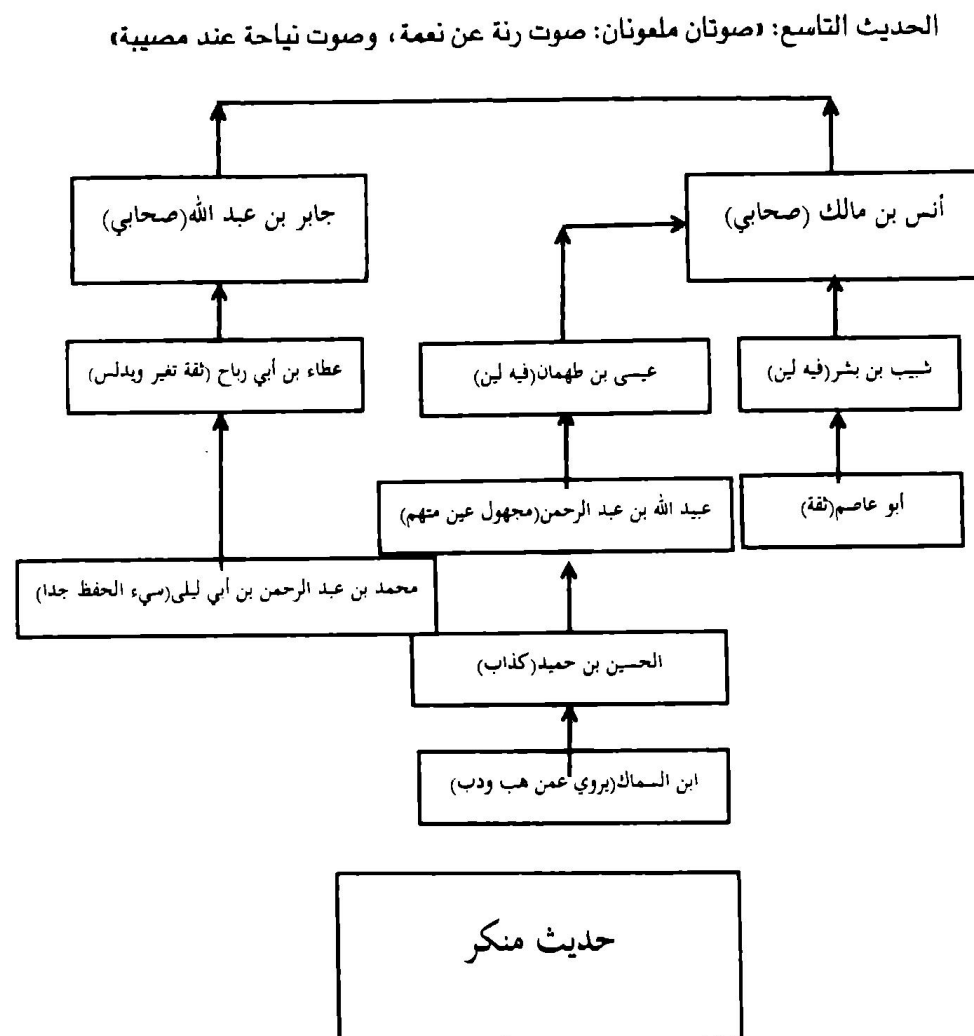 الحديث التاسع: «صوتان ملعونان: صوت رنة عن نعمة، وصوت نياحة عند مصيبة»
أنس بن مالك (صحابي)
جابر بن عبد الله(صحابي)
شبيب بن بشر(فيه لين)
عيسى بن طهمان(فيه لين)
عطاء بن أبي رباح (ثقة تغير ويدلس)
أبو عاصم(ثقة)
عبيد الله بن عبد الرحمن(مجهول عين متهم)
محمد بن عبد الرحمن بن أبي ليلى(سيء الحفظ جدا)
الحسين بن حميد(كذاب)
ابن السماك(يروي عمن هب ودب)
حديث منكر